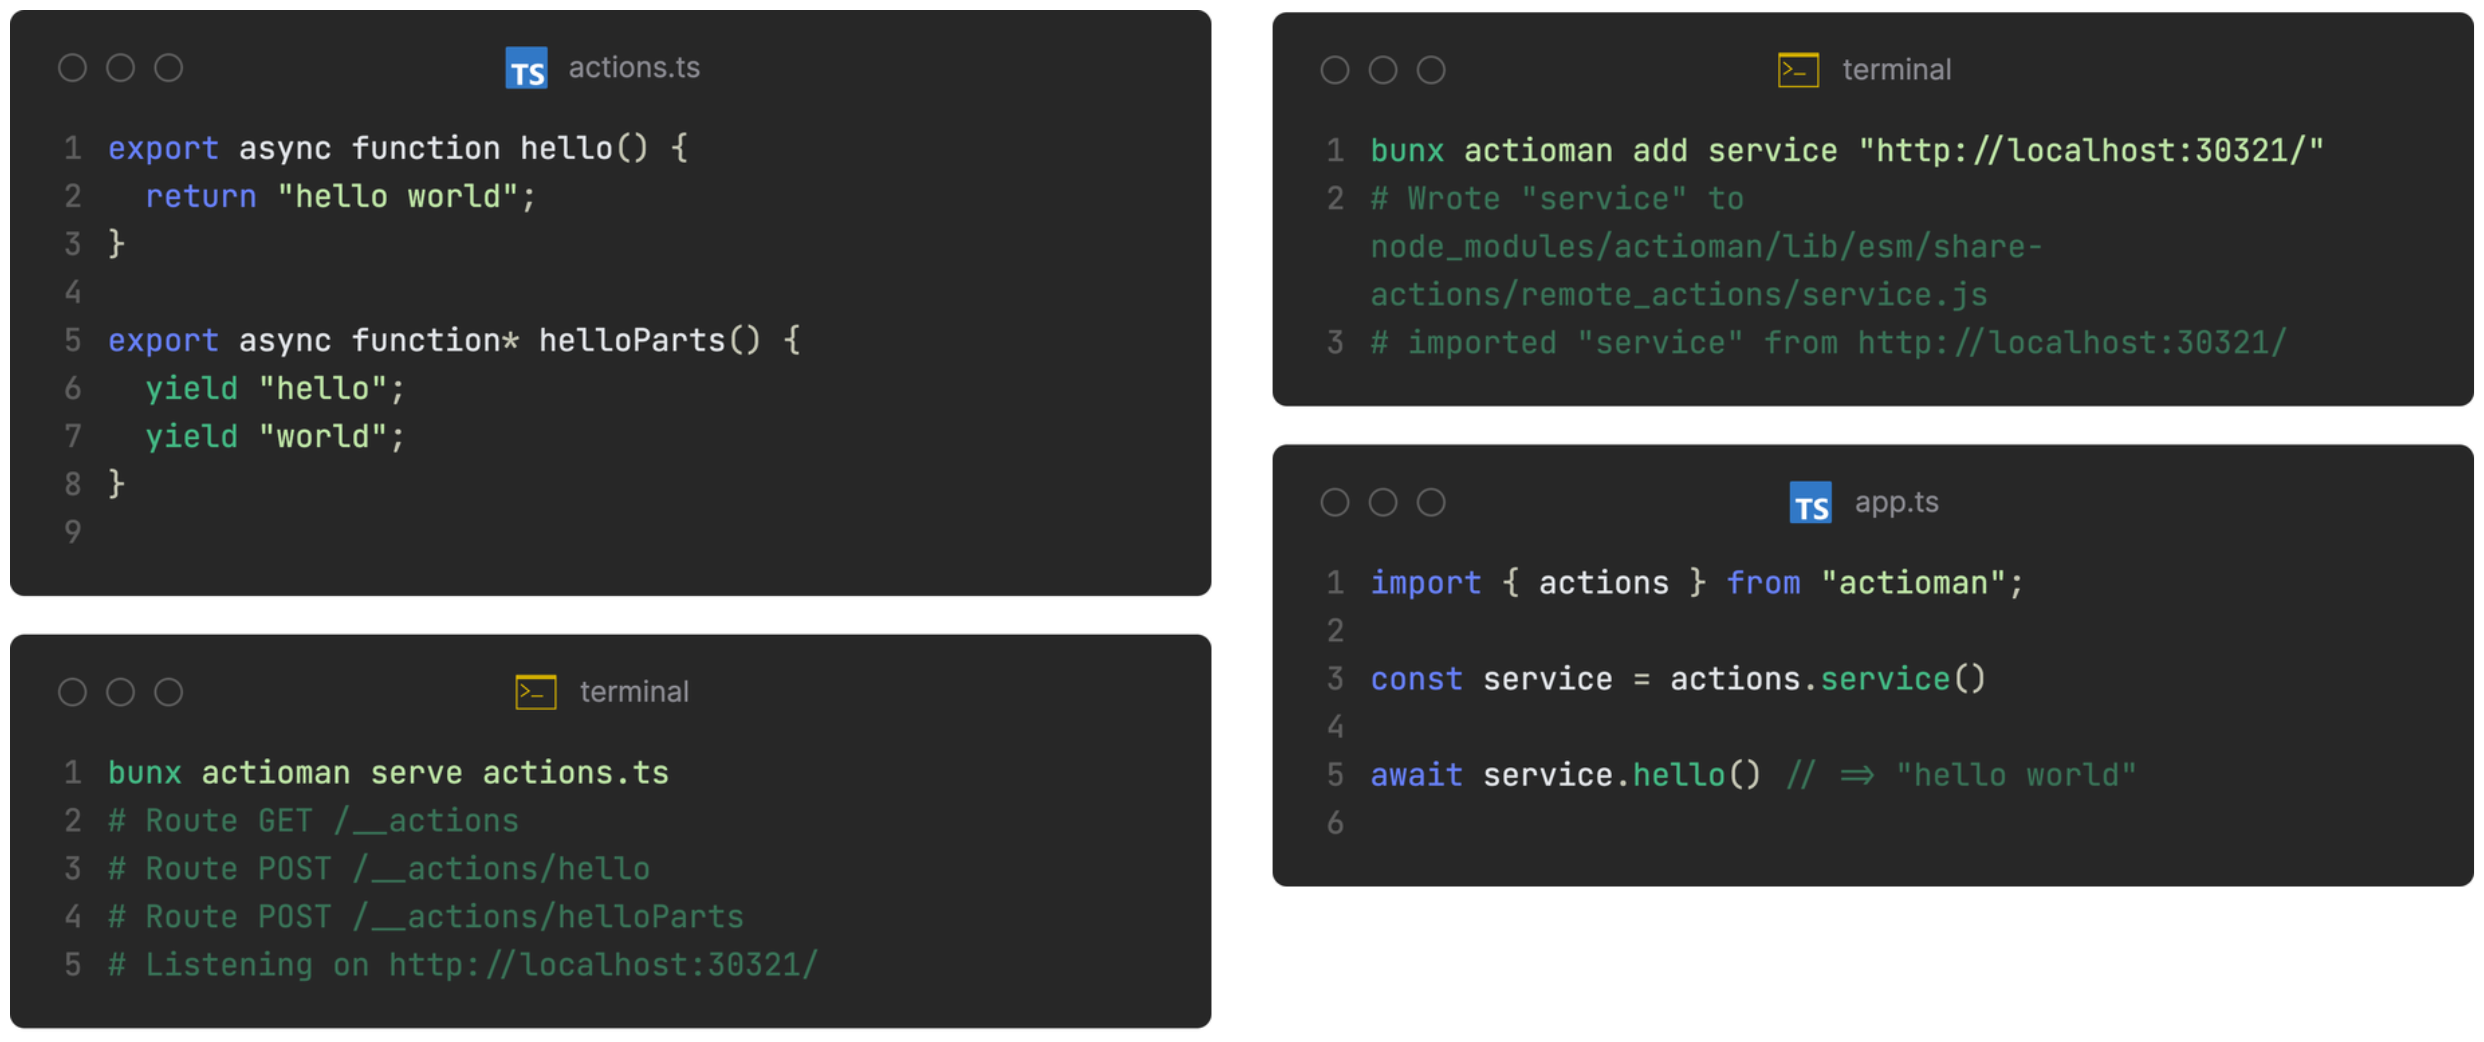 TS actions.ts
1 export async function hello() {
2   return "hello world";
3 }
4
5 export async function* helloParts() {
6   yield "hello";
7   yield "world";
8 }
9
>_ terminal
1 bunx actioman serve actions.ts
2 # Route GET /__actions
3 # Route POST /__actions/hello
4 # Route POST /__actions/helloParts
5 # Listening on http://localhost:30321/
>_ terminal
1 bunx actioman add service "http://localhost:30321/"
2 # Wrote "service" to
node_modules/actioman/lib/esm/share-
actions/remote_actions/service.js
3 # imported "service" from http://localhost:30321/
TS app.ts
1 import { actions } from "actioman";
2
3 const service = actions.service()
4
5 await service.hello() // => "hello world"
6